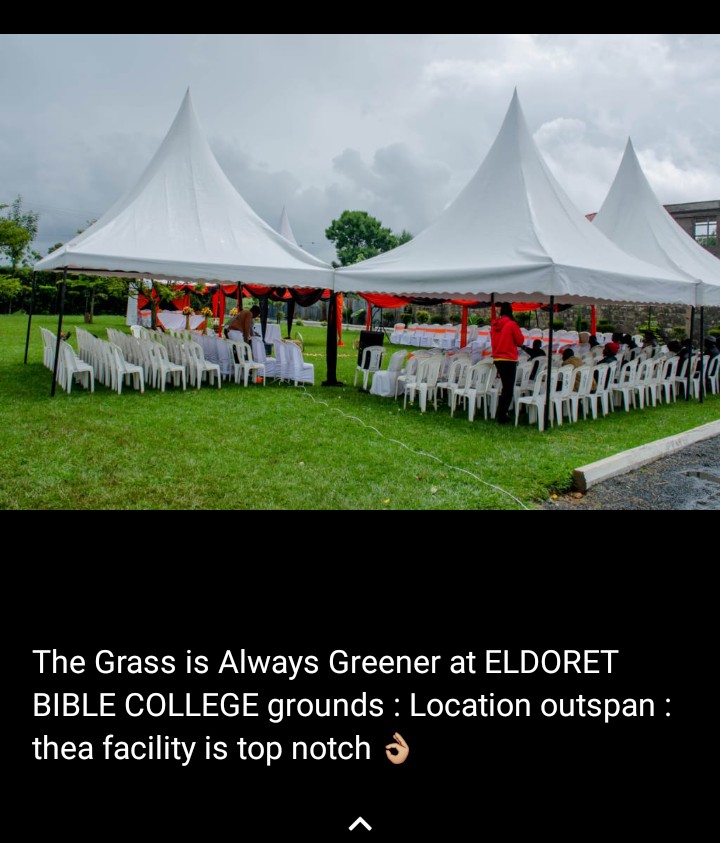 The Grass is Always Greener at ELDORET
BIBLE COLLEGE grounds : Location outspan :
thea facility is top notch 👌🏼